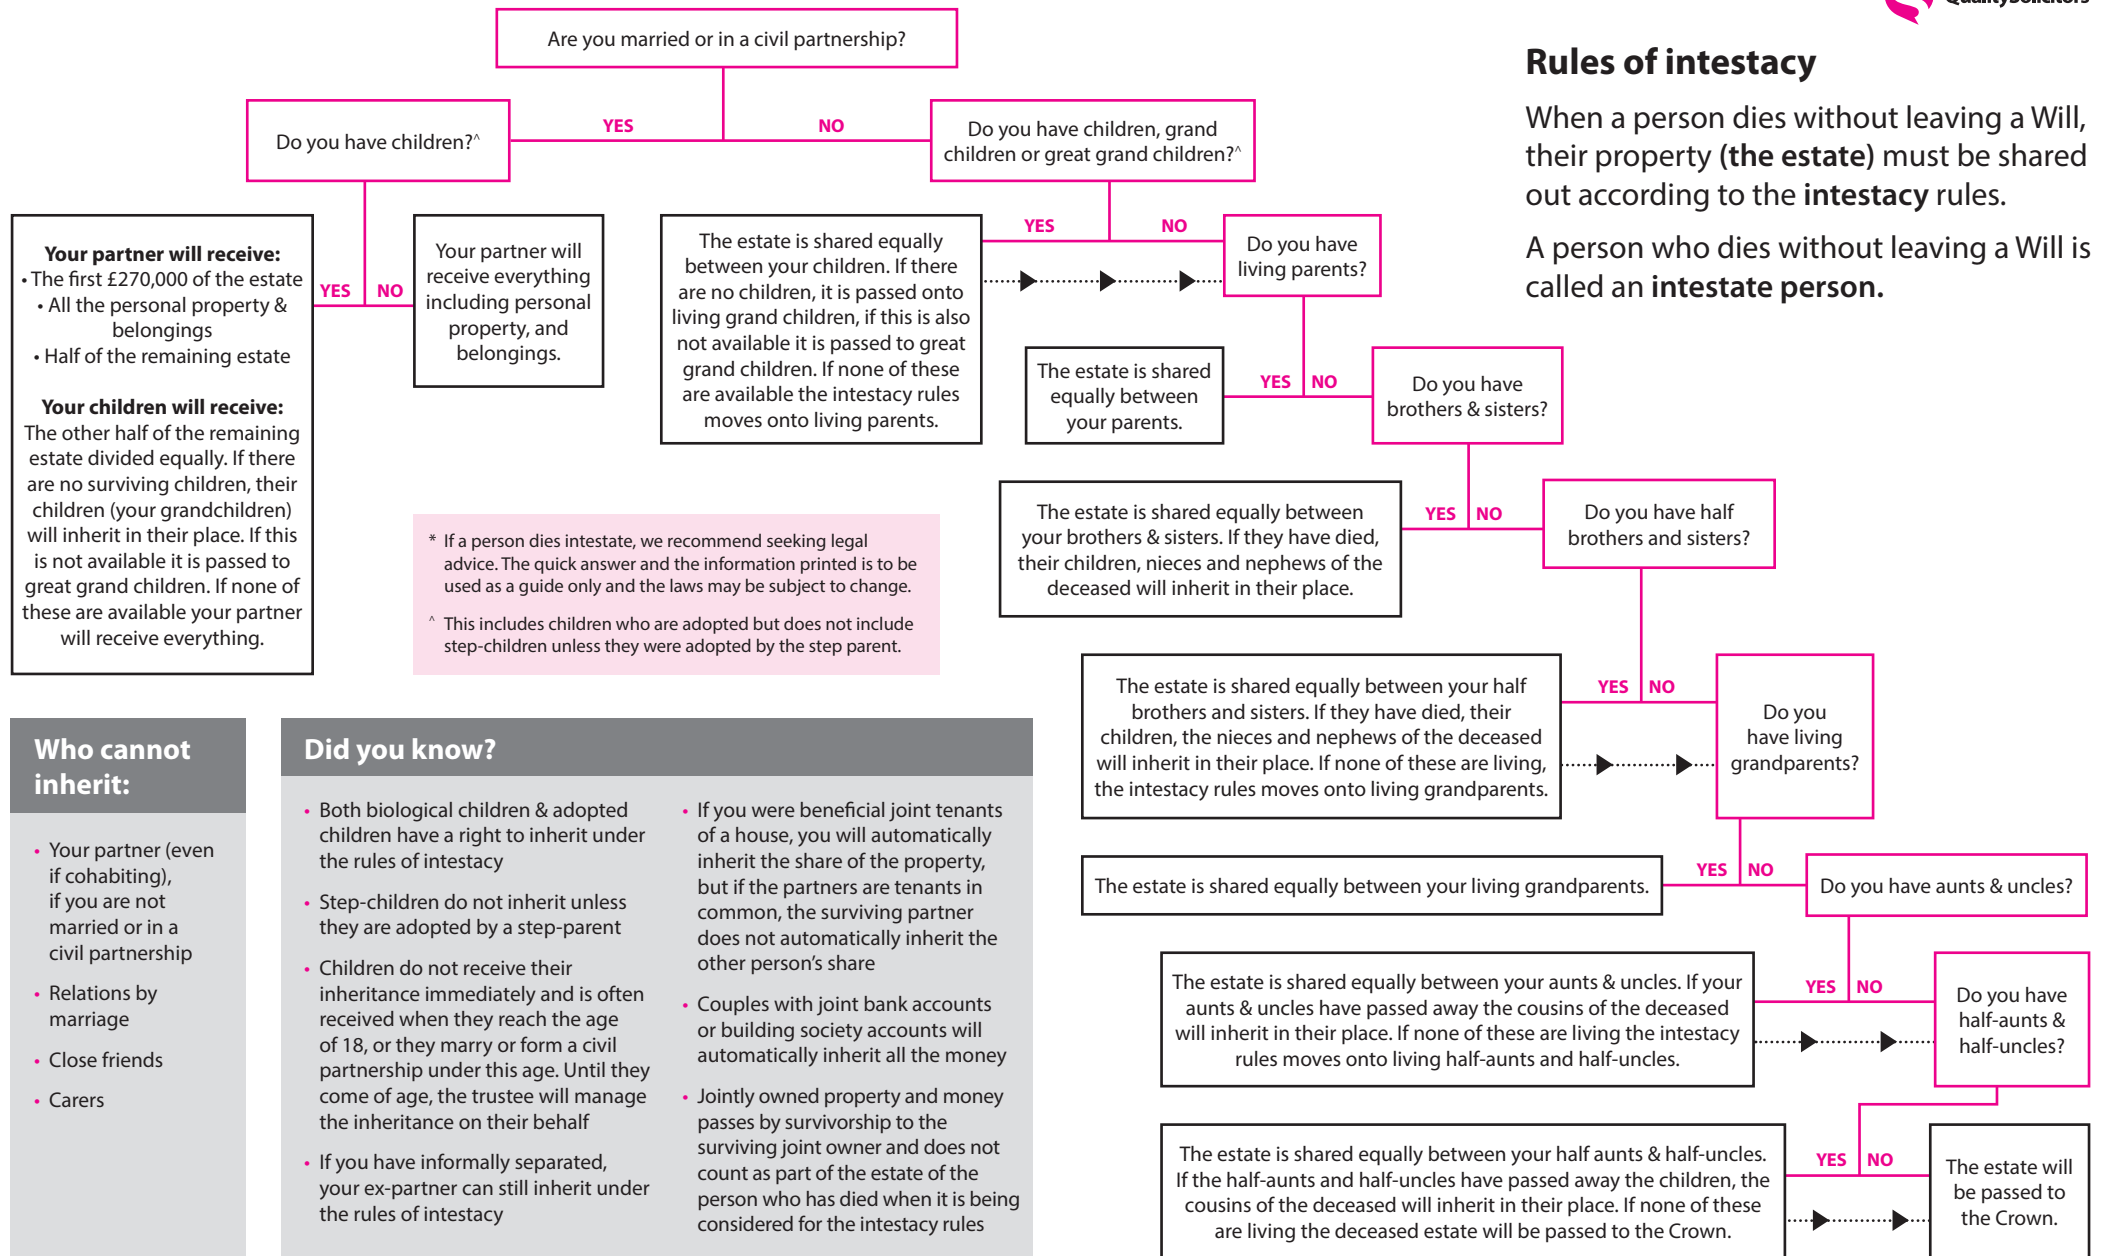 QualitySolicitors
Rules of intestacy
When a person dies without leaving a Will,
their property (the estate) must be shared
out according to the intestacy rules.
A person who dies without leaving a Will is
called an intestate person.
Are you married or in a civil partnership?
YES
NO
Do you have children?^
YES
NO
Your partner will receive:
• The first £270,000 of the estate
• All the personal property &
belongings
• Half of the remaining estate
Your children will receive:
The other half of the remaining
estate divided equally. If there
are no surviving children, their
children (your grandchildren)
will inherit in their place. If this
is not available it is passed to
great grand children. If none of
these are available your partner
will receive everything.
Your partner will
receive everything
including personal
property, and
belongings.
Do you have children, grand
children or great grand children?^
YES
NO
The estate is shared equally
between your children. If there
are no children, it is passed onto
living grand children, if this is also
not available it is passed to great
grand children. If none of these
are available the intestacy rules
moves onto living parents.
Do you have
living parents?
YES
NO
The estate is shared
equally between
your parents.
Do you have
brothers & sisters?
YES
NO
The estate is shared equally between
your brothers & sisters. If they have died,
their children, nieces and nephews of the
deceased will inherit in their place.
Do you have half
brothers and sisters?
YES
NO
The estate is shared equally between your half
brothers and sisters. If they have died, their
children, the nieces and nephews of the deceased
will inherit in their place. If none of these are living,
the intestacy rules moves onto living grandparents.
Do you
have living
grandparents?
YES
NO
The estate is shared equally between your living grandparents.
Do you have aunts & uncles?
YES
NO
The estate is shared equally between your aunts & uncles. If your
aunts & uncles have passed away the cousins of the deceased
will inherit in their place. If none of these are living the intestacy
rules moves onto living half-aunts and half-uncles.
Do you have
half-aunts &
half-uncles?
YES
NO
The estate is shared equally between your half aunts & half-uncles.
If the half-aunts and half-uncles have passed away the children, the
cousins of the deceased will inherit in their place. If none of these
are living the deceased estate will be passed to the Crown.
The estate will
be passed to
the Crown.
* If a person dies intestate, we recommend seeking legal
advice. The quick answer and the information printed is to be
used as a guide only and the laws may be subject to change.
^ This includes children who are adopted but does not include
step-children unless they were adopted by the step parent.
Who cannot
inherit:
• Your partner (even
if cohabiting),
if you are not
married or in a
civil partnership
• Relations by
marriage
• Close friends
• Carers
Did you know?
• Both biological children & adopted
children have a right to inherit under
the rules of intestacy
• Step-children do not inherit unless
they are adopted by a step-parent
• Children do not receive their
inheritance immediately and is often
received when they reach the age
of 18, or they marry or form a civil
partnership under this age. Until they
come of age, the trustee will manage
the inheritance on their behalf
• If you have informally separated,
your ex-partner can still inherit under
the rules of intestacy
• If you were beneficial joint tenants
of a house, you will automatically
inherit the share of the property,
but if the partners are tenants in
common, the surviving partner
does not automatically inherit the
other person's share
• Couples with joint bank accounts
or building society accounts will
automatically inherit all the money
• Jointly owned property and money
passes by survivorship to the
surviving joint owner and does not
count as part of the estate of the
person who has died when it is being
considered for the intestacy rules